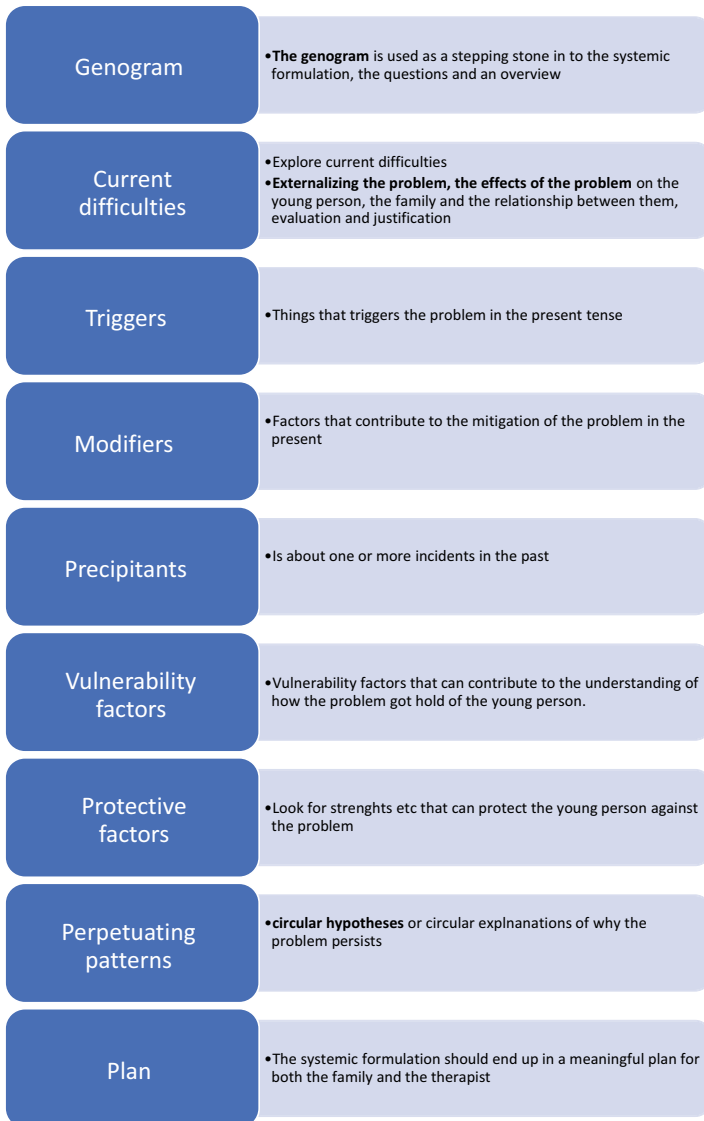 Genogram
•The genogram is used as a stepping stone in to the systemic
formulation, the questions and an overview
Current
difficulties
•Explore current difficulties
•Externalizing the problem, the effects of the problem on the
young person, the family and the relationship between them,
evaluation and justification
Triggers
•Things that triggers the problem in the present tense
Modifiers
•Factors that contribute to the mitigation of the problem in the
present
Precipitants
•Is about one or more incidents in the past
Vulnerability
factors
•Vulnerability factors that can contribute to the understanding of
how the problem got hold of the young person.
Protective
factors
•Look for strenghts etc that can protect the young person against
the problem
Perpetuating
patterns
•circular hypotheses or circular explnanations of why the
problem persists
Plan
•The systemic formulation should end up in a meaningful plan for
both the family and the therapist